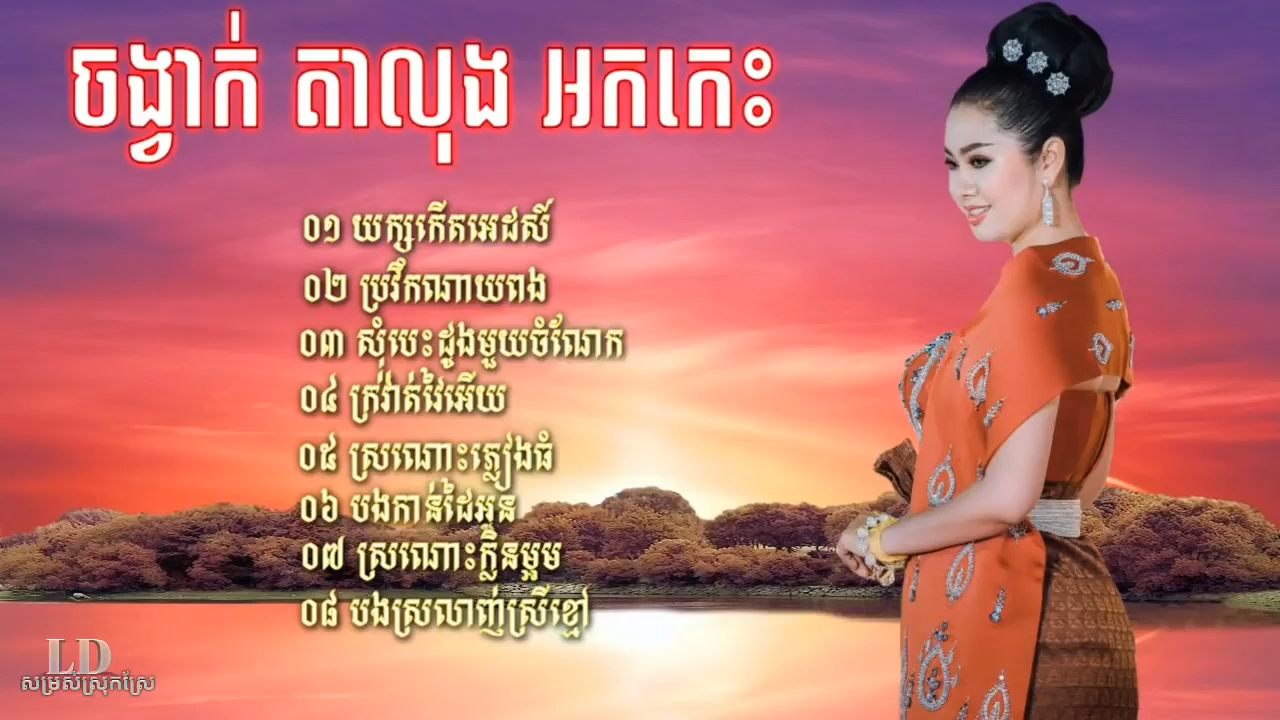 ចង្វាក់ តាលុង អកកេះ
០១ យក្សកើតអេដស៍
០២ ប្រវឹកណាយពង
០៣ សុំបេះដូងមួយចំណែក
០៤ ក្រវ៉ាត់វៃអើយ
០៥ ស្រណោះភ្លៀងធំ
០៦ បងកាន់ដៃអូន
០៧ ស្រណោះក្លិនម្អម
០៨ បងស្រលាញ់ស្រីខ្មៅ
LD
សម្រស់ស្រុកស្រែ